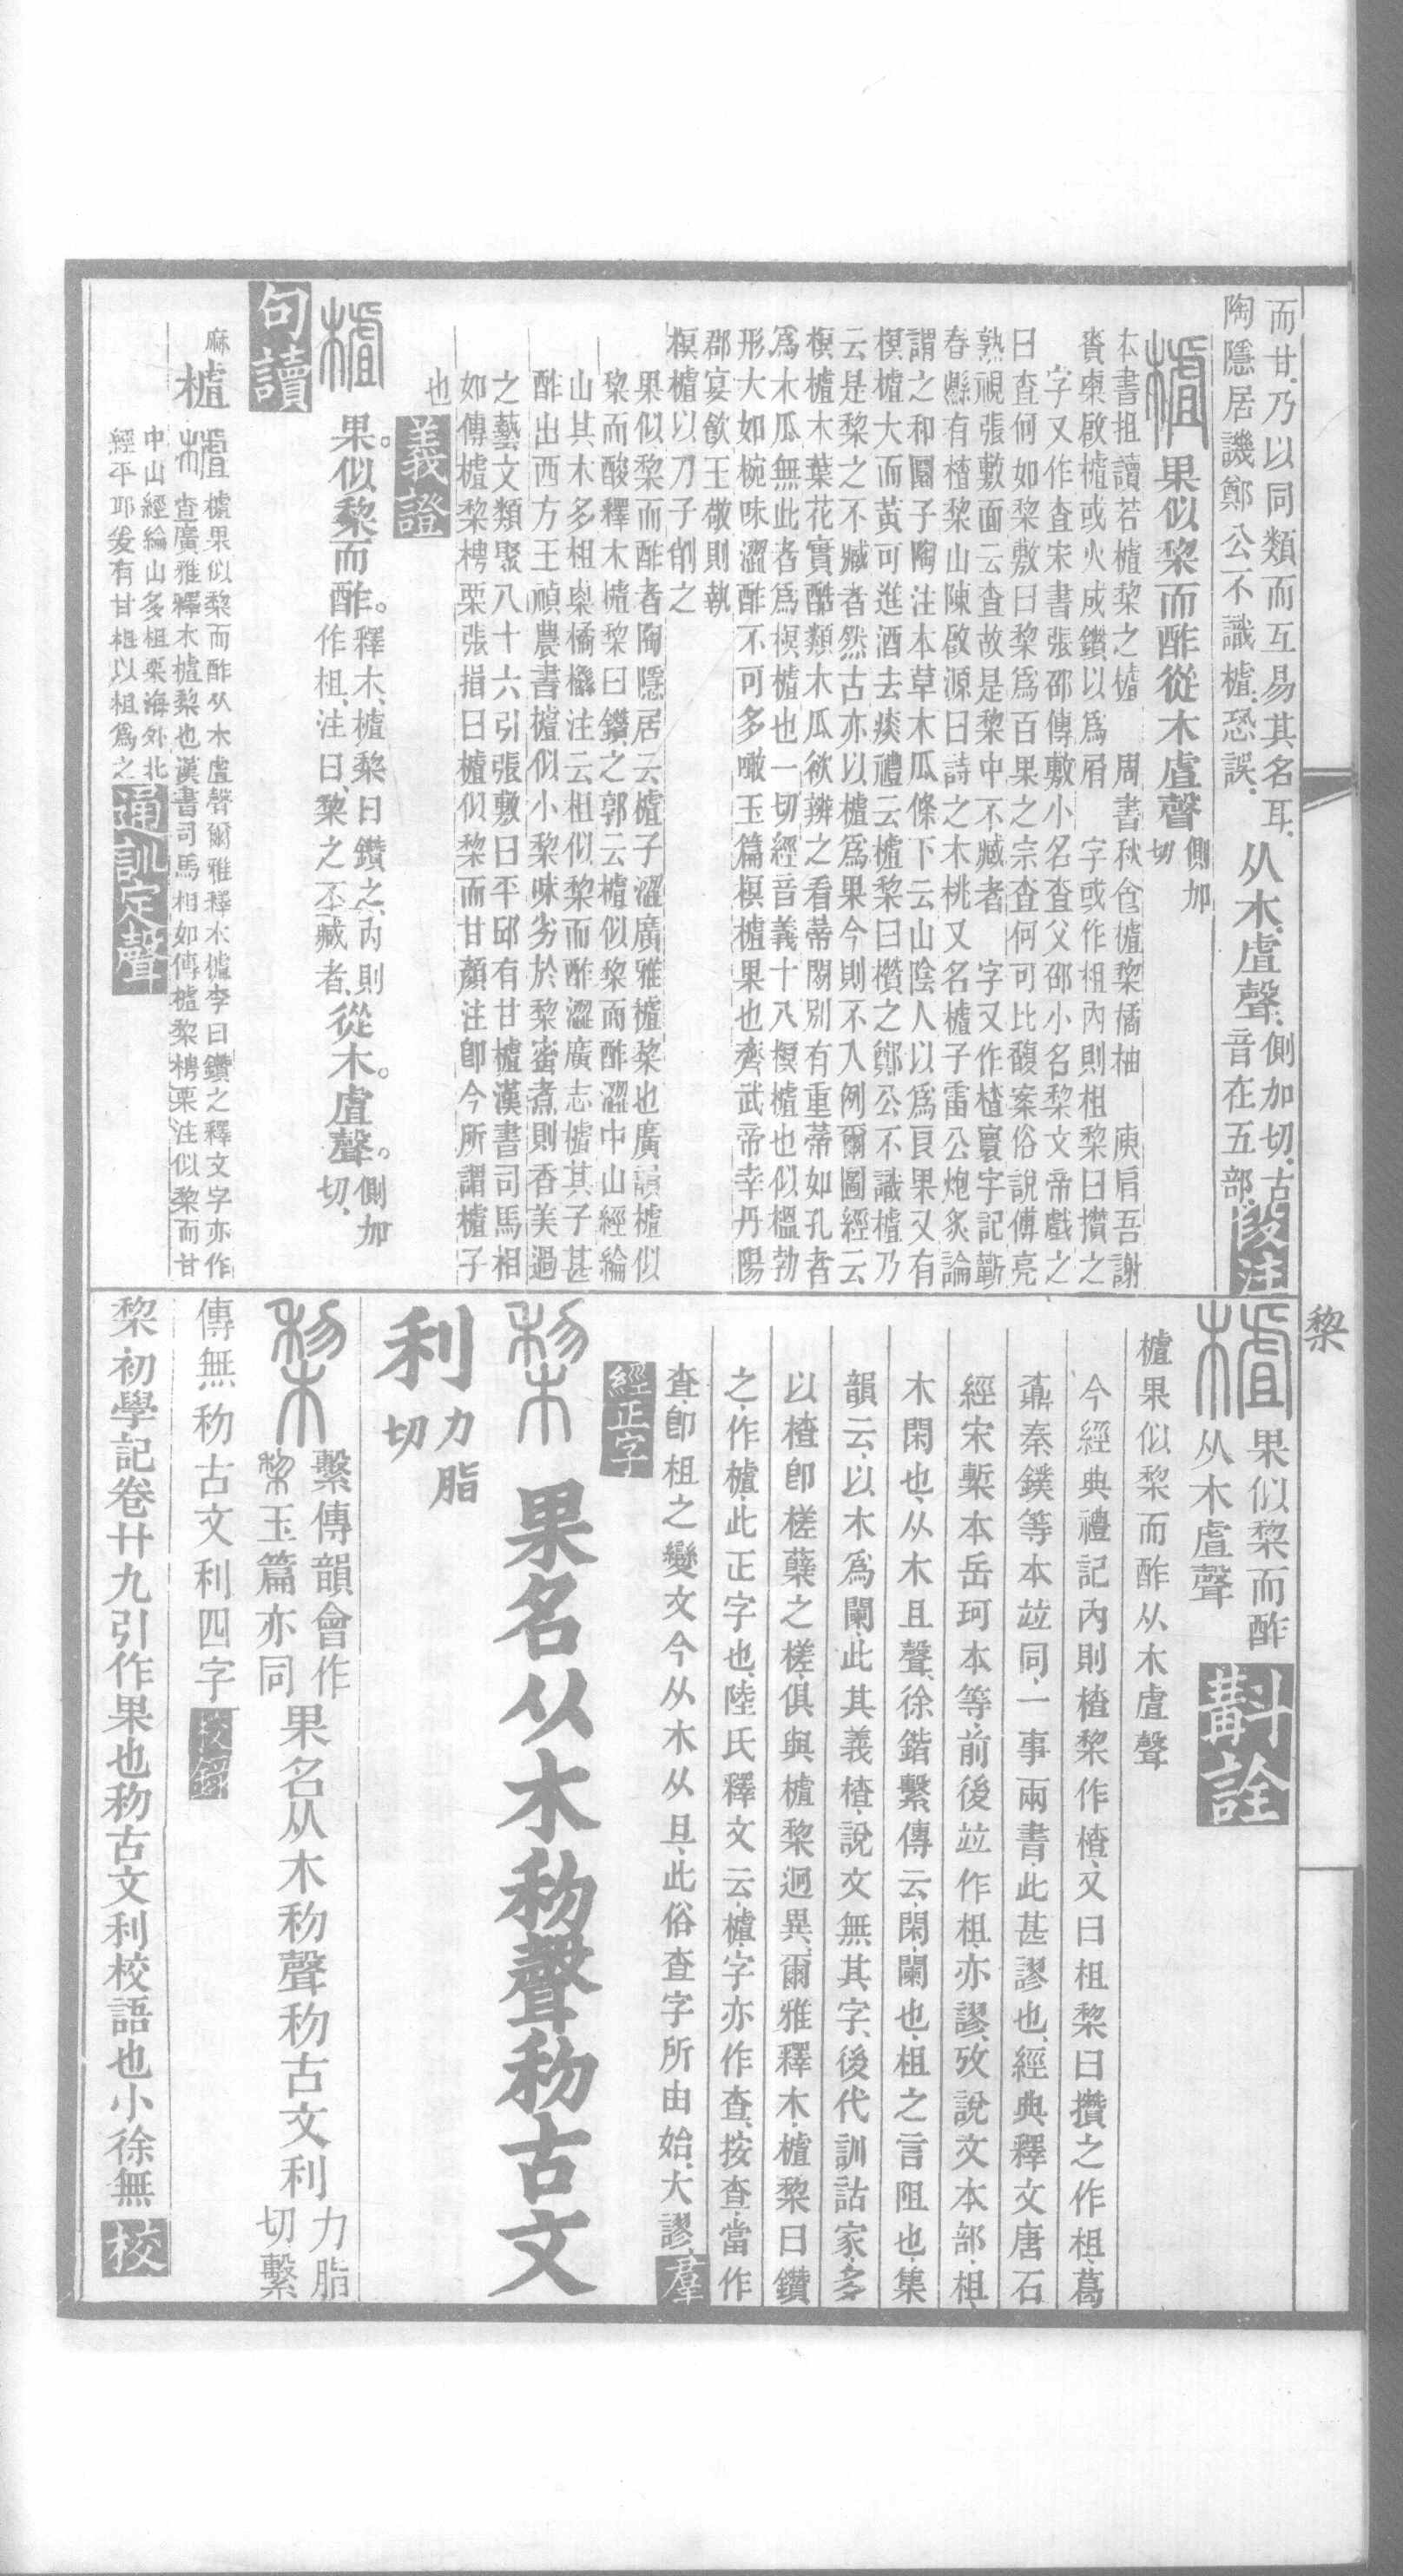 而甘、乃以同類而互易其名耳、从木、虘聲、側加切、古
陶隱居譏鄭公不識樝、恐誤、音在五部、段注
樝果似棃而酢從木虘聲側加
切
本書抯讀若樝棃之樝　周書秋食樝棃橘柚　庾肩吾謝
賚㮏啟樝或火成鑽以爲屑　字或作柤內則柤棃曰攢之
字又作査宋書張邵傳敷小名査父邵小名棃文帝戲之
曰査何如棃敷曰棃爲百果之宗査何可比馥案俗說傅亮
熟視張敷面云査故是棃中不臧者　字又作楂寰宇記蘄
春縣有楂棃山陳啟源曰詩之木桃又名樝子雷公炮炙論
謂之和圓子陶注本草木瓜條下云山陰人以爲良果又有
榠樝大而黃可進酒去痰禮云樝棃曰欑之鄭公不識樝乃
云是棃之不臧者然古亦以樝爲果今則不入例爾圖經云
榠樝木葉花實酷類木瓜欲辨之看蒂閒別有重蒂如孔者
爲木瓜無此者爲榠樝也一切經音義十八榠樝也似榲勃
形大如椀味澀酢不可多噉玉篇榠樝果也齊武帝幸丹陽
郡宴飲王敬則執
榠樝以刀子削之
果似棃而酢者陶隱居云樝子澀廣雅樝棃也廣韻樝似
棃而酸釋木樝棃曰鑽之郭云樝似棃而酢澀中山經綸
山其木多柤㮚橘櫾注云柤似棃而酢澀廣志樝其子甚
酢出西方王禎農書樝似小棃味劣於棃蜜煮則香美過
之藝文類聚八十六引張敷曰平邱有甘樝漢書司馬相
如傳樝棃梬栗張揖曰樝似棃而甘顏注卽今所謂樝子
也義證
樝果。似棃而酢。釋木、樝棃曰鑽之、內則
作柤、注曰、棃之不臧者、從木。虘聲。側加
切、
句讀
麻
樝
樝樝果似棃而酢从木虘聲爾雅釋木樝李曰鑽之釋文字亦作
査廣雅釋木樝棃也漢書司馬相如傳樝棃梬栗注似棃而甘
中山經綸山多柤栗海外北
經平邱爰有甘柤以柤爲之通訓定聲
棃
樝果似棃而酢
从木虘聲
斠詮
樝果似棃而酢从木虘聲
今經典禮記內則楂棃作楂、又曰柤棃曰攢之作柤、葛
鼒秦鏷等本竝同、一事兩書、此甚謬也、經典釋文唐石
經宋槧本岳珂本等、前後竝作柤、亦謬、攷說文本部、柤、
木閑也、从木且聲、徐鍇繫傳云、閑、闌也、柤之言阻也、集
韻云、以木爲闌、此其義楂、說文無其字、後代訓詁家、多
以楂卽槎蘖之槎、俱與樝棃迥異、爾雅釋木、樝棃曰鑽
之、作樝、此正字也、陸氏釋文云、樝、字亦作査、按査、當作
査、卽柤之變文今从木从旦、此俗査字所由始、大謬、羣
經正字
棃果名从木𥝢聲𥝢古文
利力脂
切
棃繫傳韻會作
𥠖玉篇亦同果名从木𥝢聲𥝢古文利力脂
切繫
傳無𥝢古文利四字校錄
棃、初學記卷廿九引作果也𥝢古文利校語也小徐無校